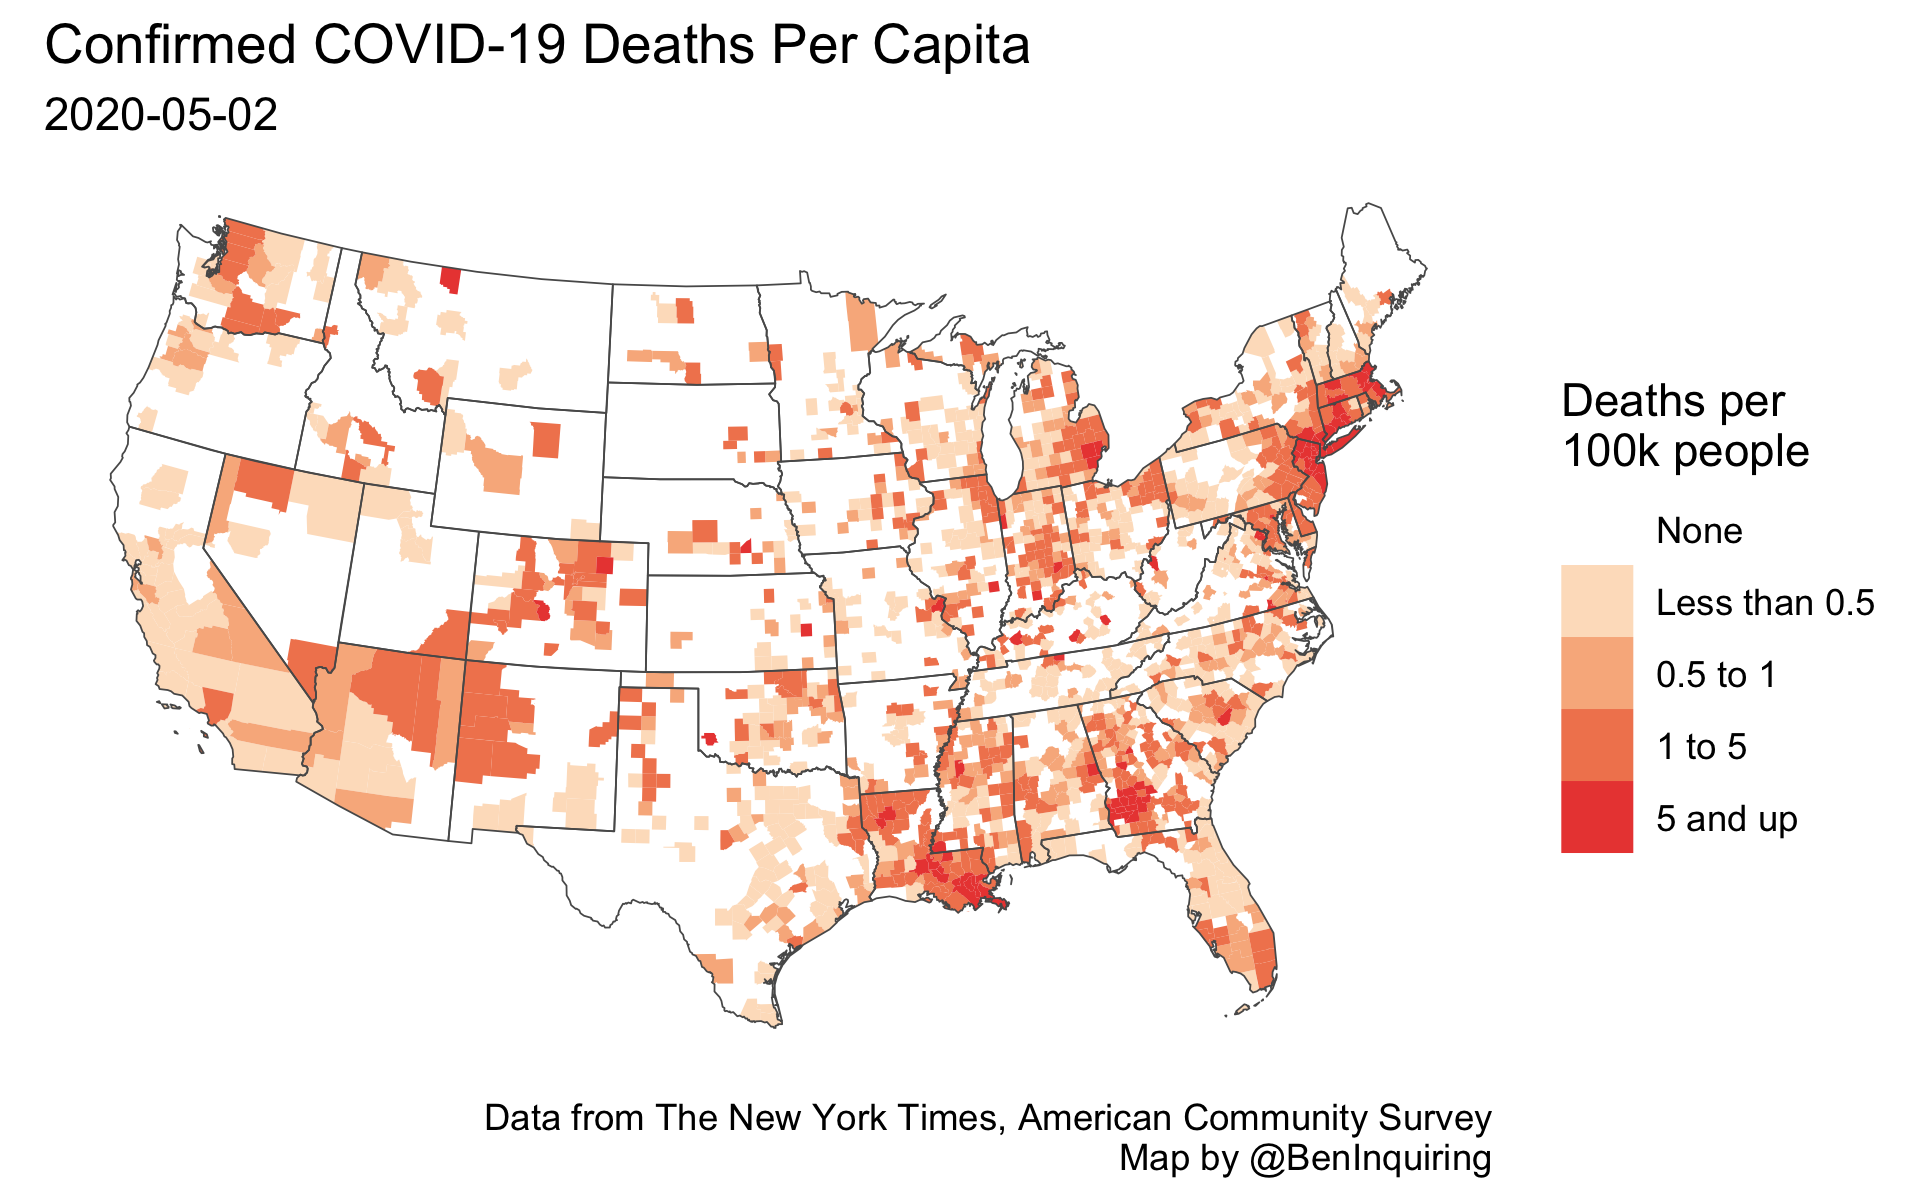 Confirmed COVID-19 Deaths Per Capita
2020-05-02
Deaths per
100k people
None
Less than 0.5
0.5 to 1
1 to 5
5 and up
Data from The New York Times, American Community Survey
Map by @BenInquiring